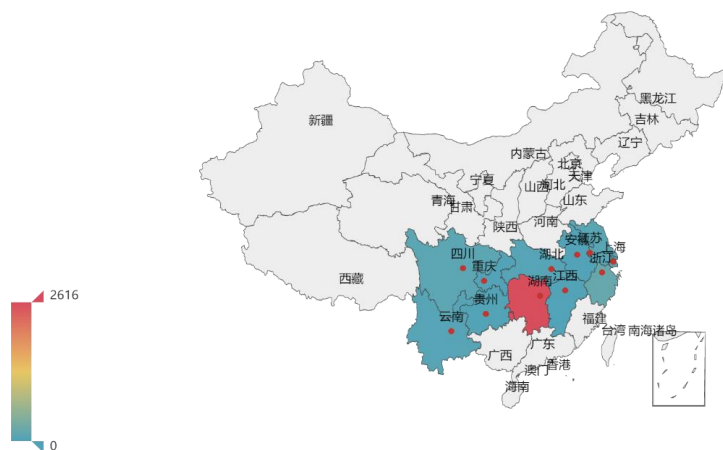 黑龙江
吉林
新疆
辽宁
内蒙古
北京
天津
宁夏
山西
河北
青海
甘肃
山东
陕西
河南
江苏
安徽
上海
四川
湖北
浙江
重庆
江西
西藏
湖南
2616
贵州
云南
福建
台湾
南海诸岛
广东
广西
香港
澳门
海南
0